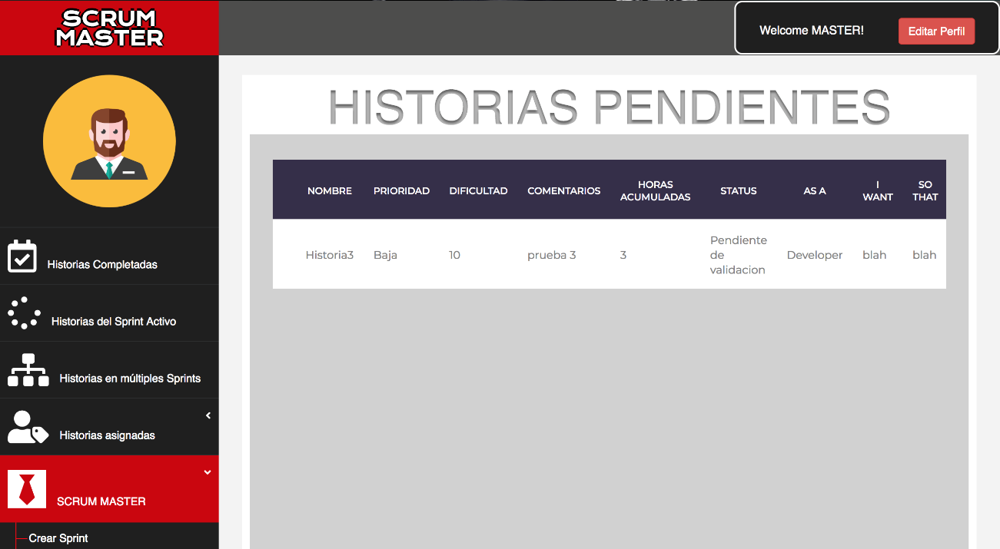 SCRUM
MASTER
Welcome MASTER!
Editar Perfil
HISTORIAS PENDIENTES
NOMBRE PRIORIDAD DIFICULTAD COMENTARIOS HORAS ACUMULADAS STATUS AS A I WANT SO THAT
Historia3 Baja 10 prueba 3 3 Pendiente de validacion Developer blah blah
Historias Completadas
Historias del Sprint Activo
Historias en múltiples Sprints
Historias asignadas
SCRUM MASTER
Crear Sprint